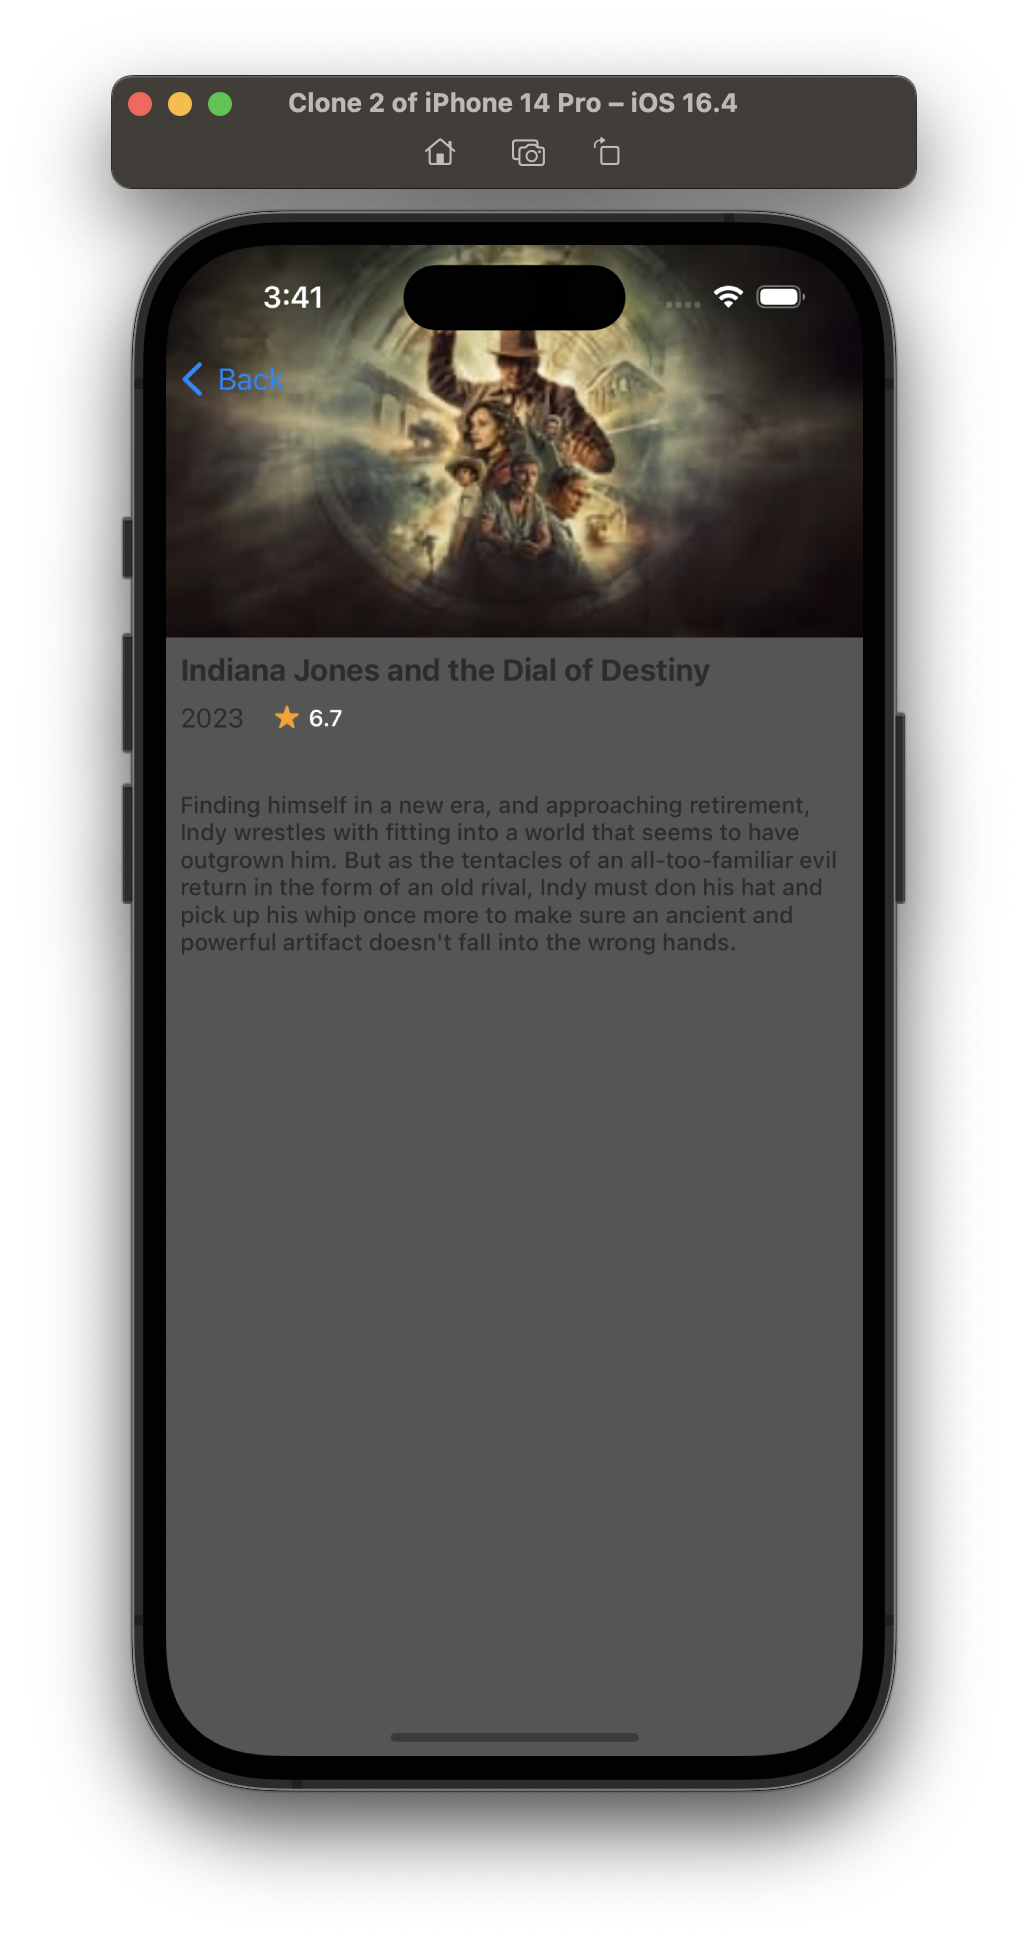 Clone 2 of iPhone 14 Pro – iOS 16.4
3:41
Back
Indiana Jones and the Dial of Destiny
2023 6.7
Finding himself in a new era, and approaching retirement,
Indy wrestles with fitting into a world that seems to have
outgrown him. But as the tentacles of an all-too-familiar evil
return in the form of an old rival, Indy must don his hat and
pick up his whip once more to make sure an ancient and
powerful artifact doesn't fall into the wrong hands.